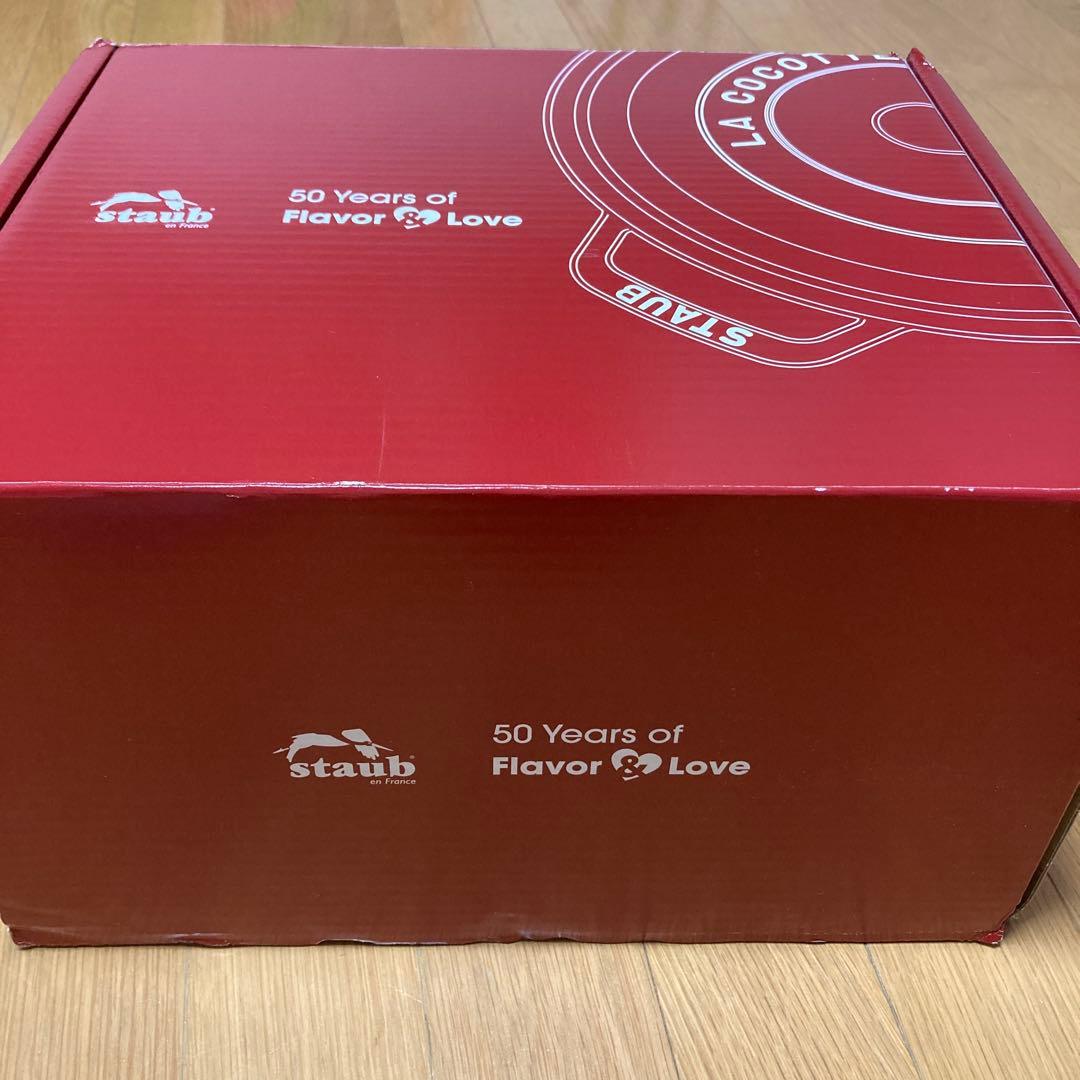 LA COCOTTE
staub
en France
50 Years of
Flavor & Love
STAUB
staub
en France
50 Years of
Flavor & Love